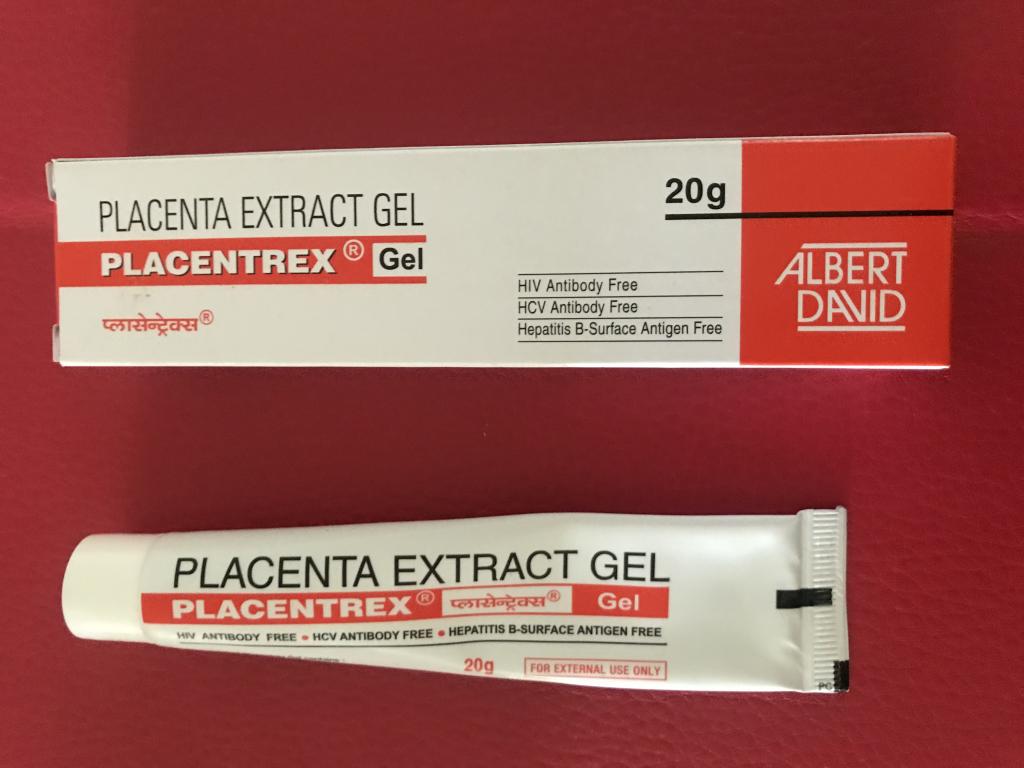 PLACENTA EXTRACT GEL
PLACENTREX® Gel
प्लासेन्ट्रेक्स®
20g
HIV Antibody Free
HCV Antibody Free
Hepatitis B-Surface Antigen Free
ALBERT
DAVID
PLACENTA EXTRACT GEL
PLACENTREX® प्लासेन्ट्रेक्स® Gel
HIV ANTIBODY FREE • HCV ANTIBODY FREE • HEPATITIS B-SURFACE ANTIGEN FREE
20g FOR EXTERNAL USE ONLY